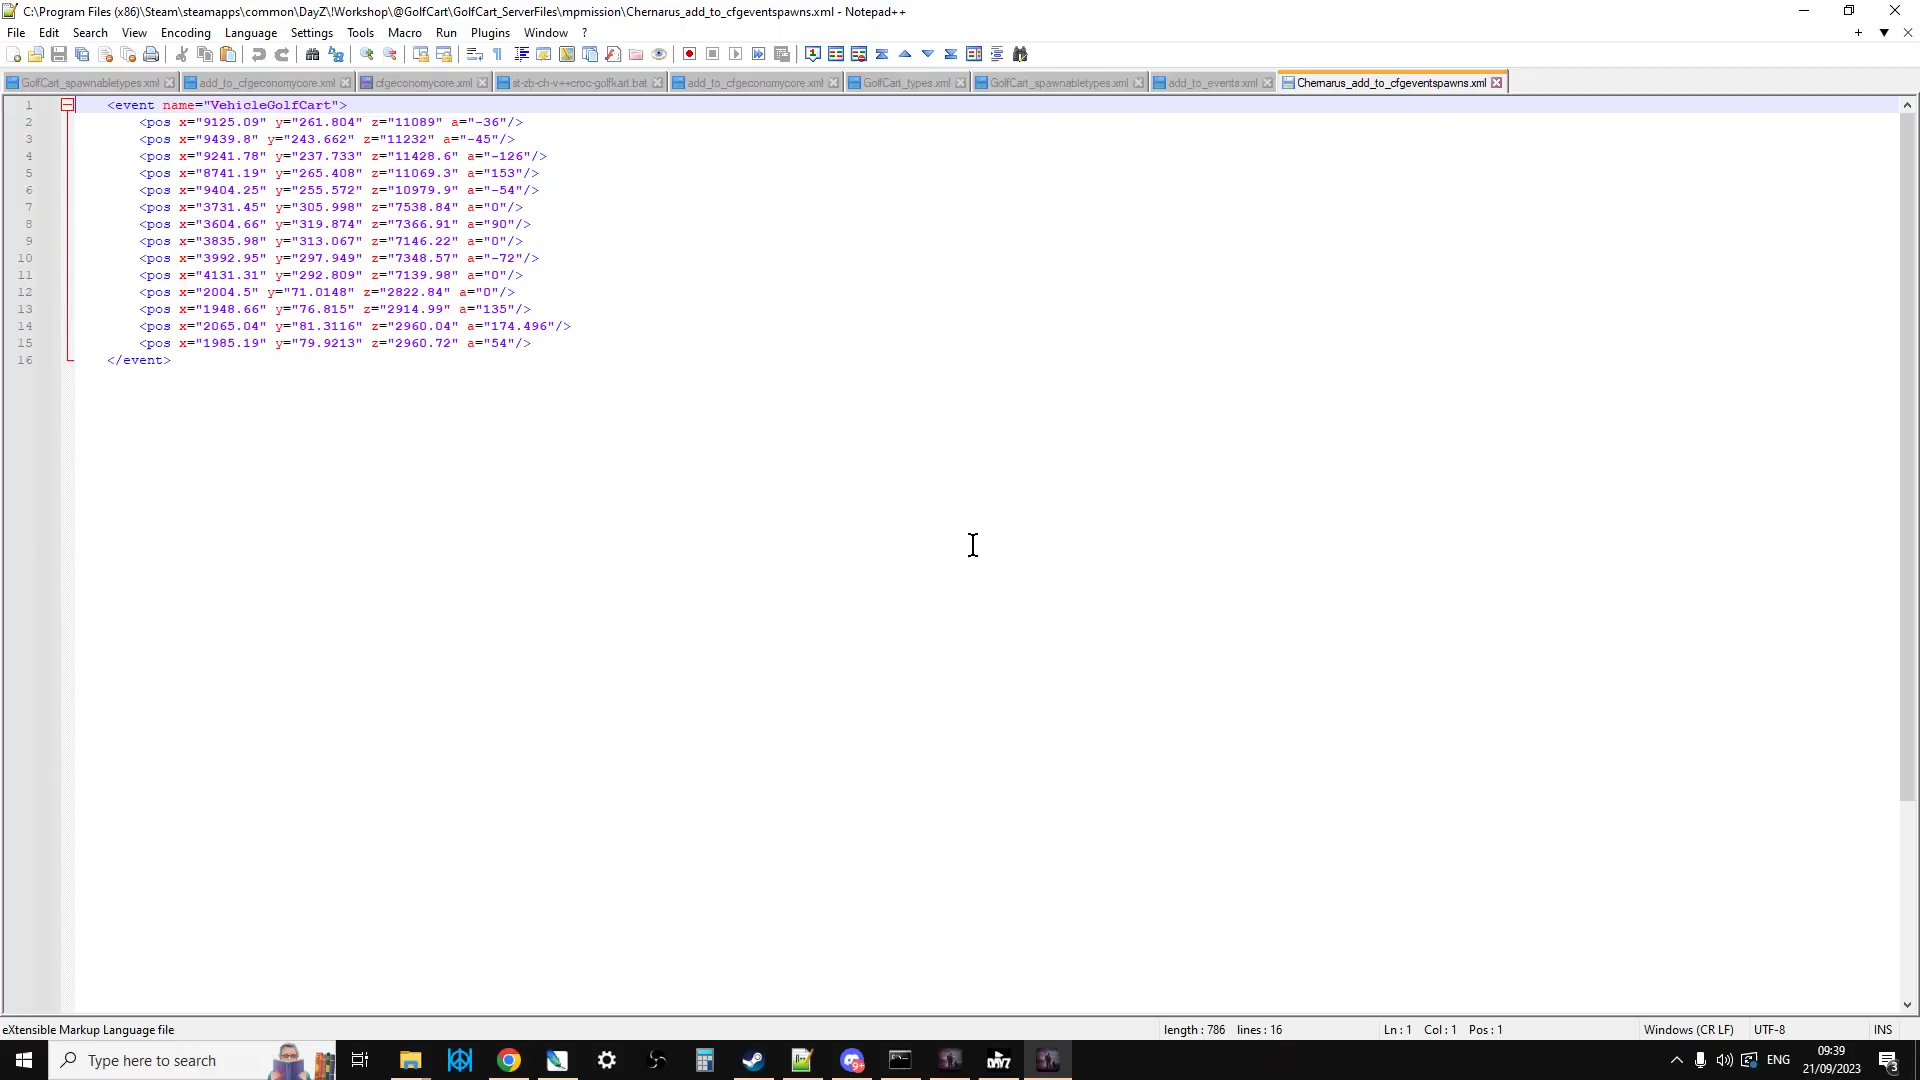 C:\Program Files (x86)\Steam\steamapps\common\DayZ\!Workshop\@GolfCart\GolfCart_ServerFiles\mpmission\Chernarus_add_to_cfgeventspawns.xml - Notepad++
File Edit Search View Encoding Language Settings Tools Macro Run Plugins Window ?
GolfCart_spawnabletypes.xml add_to_cfgeconomycore.xml cfgeconomycore.xml st-zb-ch-v++croc-golfkart.bat add_to_cfgeconomycore.xml GolfCart_types.xml GolfCart_spawnabletypes.xml add_to_events.xml Chernarus_add_to_cfgeventspawns.xml
1 <event name="VehicleGolfCart">
2 <pos x="9125.09" y="261.804" z="11089" a="-36"/>
3 <pos x="9439.8" y="243.662" z="11232" a="-45"/>
4 <pos x="9241.78" y="237.733" z="11428.6" a="-126"/>
5 <pos x="8741.19" y="265.408" z="11069.3" a="153"/>
6 <pos x="9404.25" y="255.572" z="10979.9" a="-54"/>
7 <pos x="3731.45" y="305.998" z="7538.84" a="0"/>
8 <pos x="3604.66" y="319.874" z="7366.91" a="90"/>
9 <pos x="3835.98" y="313.067" z="7146.22" a="0"/>
10 <pos x="3992.95" y="297.949" z="7348.57" a="-72"/>
11 <pos x="4131.31" y="292.809" z="7139.98" a="0"/>
12 <pos x="2004.5" y="71.0148" z="2822.84" a="0"/>
13 <pos x="1948.66" y="76.815" z="2914.99" a="135"/>
14 <pos x="2065.04" y="81.3116" z="2960.04" a="174.496"/>
15 <pos x="1985.19" y="79.9213" z="2960.72" a="54"/>
16 </event>
eXtensible Markup Language file length : 786 lines : 16 Ln : 1 Col : 1 Pos : 1 Windows (CR LF) UTF-8 INS
Type here to search 9+ DAYZ ENG 09:39 3
21/09/2023